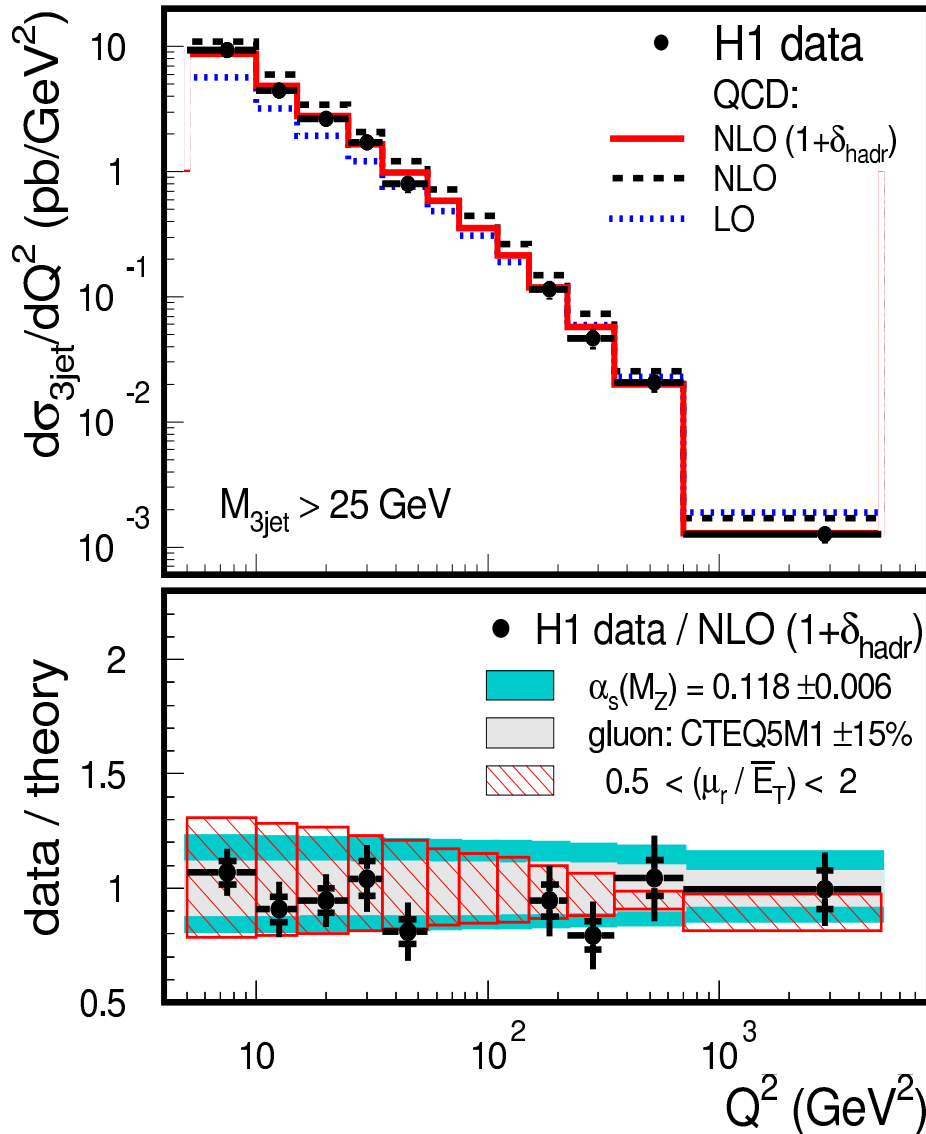 dσ3jet/dQ² (pb/GeV²)
10
1
10⁻¹
10⁻²
10⁻³
H1 data
QCD:
NLO (1+δhadr)
NLO
LO
M3jet > 25 GeV
data / theory
2
1.5
1
0.5
H1 data / NLO (1+δhadr)
αs(MZ) = 0.118 ±0.006
gluon: CTEQ5M1 ±15%
0.5 < (μr / E̅T) < 2
10
10²
10³
Q² (GeV²)